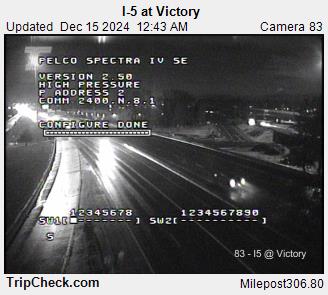 I-5 at Victory
Updated Dec 15 2024 12:43 AM Camera 83
PELCO SPECTRA IV SE
VERSION 2.50
HIGH PRESSURE
P ADDRESS 2
COMM 2400.N.8.1
CONFIGURE DONE
12345678 1234567890
SW1[ ] SW2[ ]
S
83 - I5 @ Victory
TripCheck.com Milepost306.80